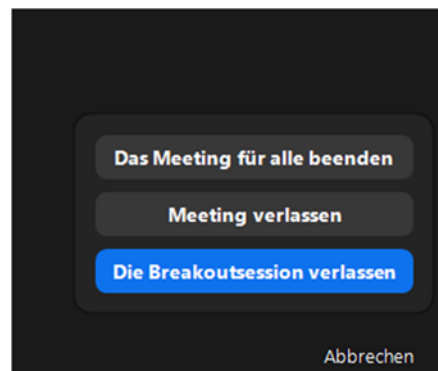 Das Meeting für alle beenden
Meeting verlassen
Die Breakoutsession verlassen
Abbrechen